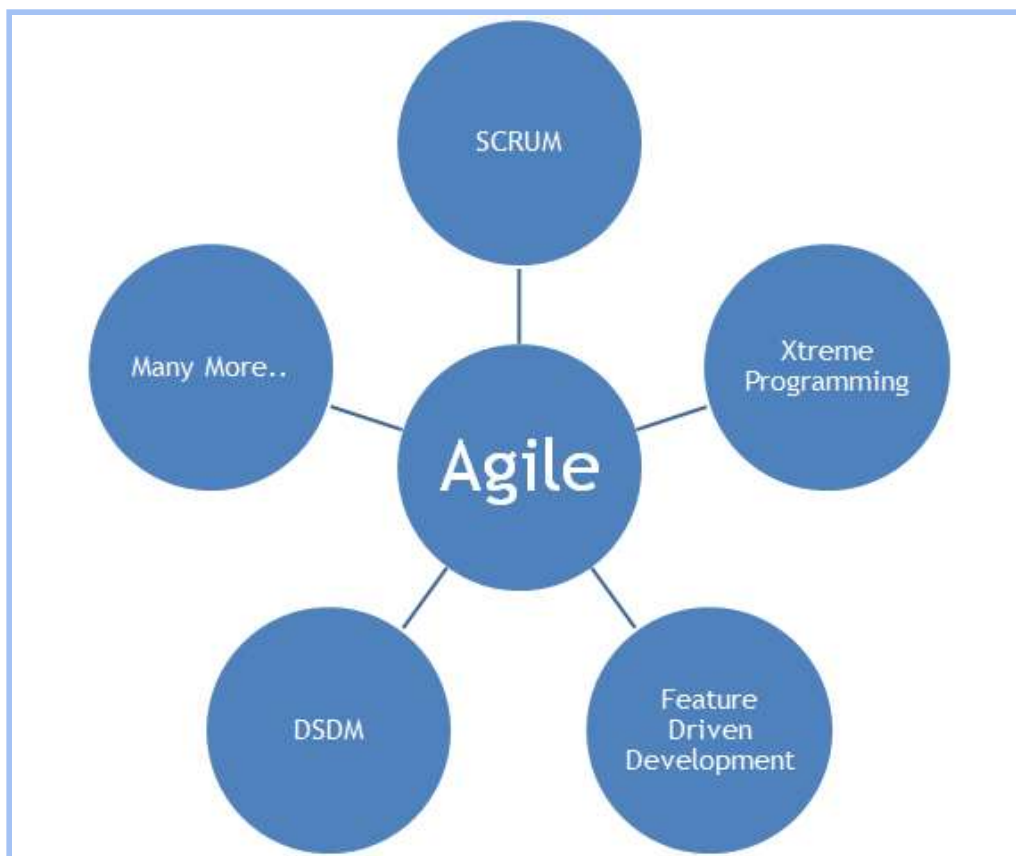 SCRUM
Xtreme
Programming
Many More..
Agile
Feature
Driven
Development
DSDM